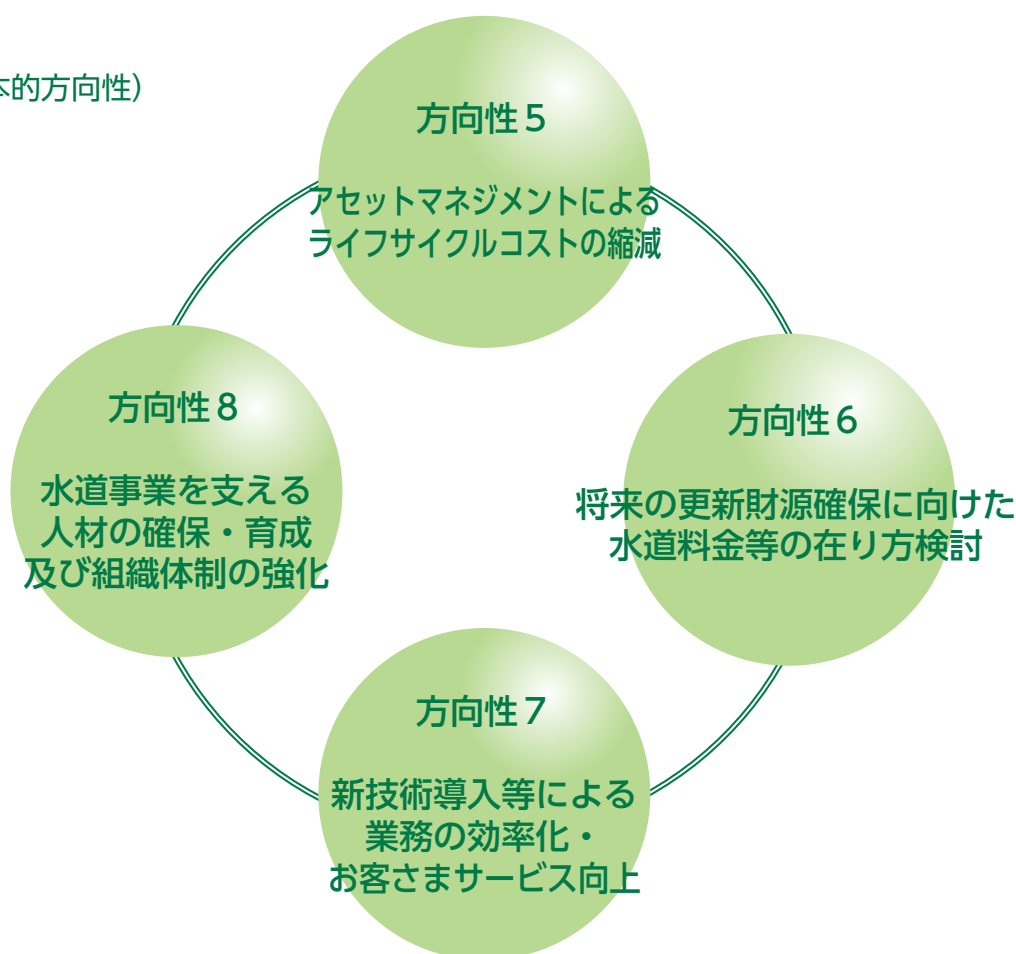 本的方向性）
方向性５
アセットマネジメントによる
ライフサイクルコストの縮減
方向性８
水道事業を支える
人材の確保・育成
及び組織体制の強化
方向性６
将来の更新財源確保に向けた
水道料金等の在り方検討
方向性７
新技術導入等による
業務の効率化・
お客さまサービス向上